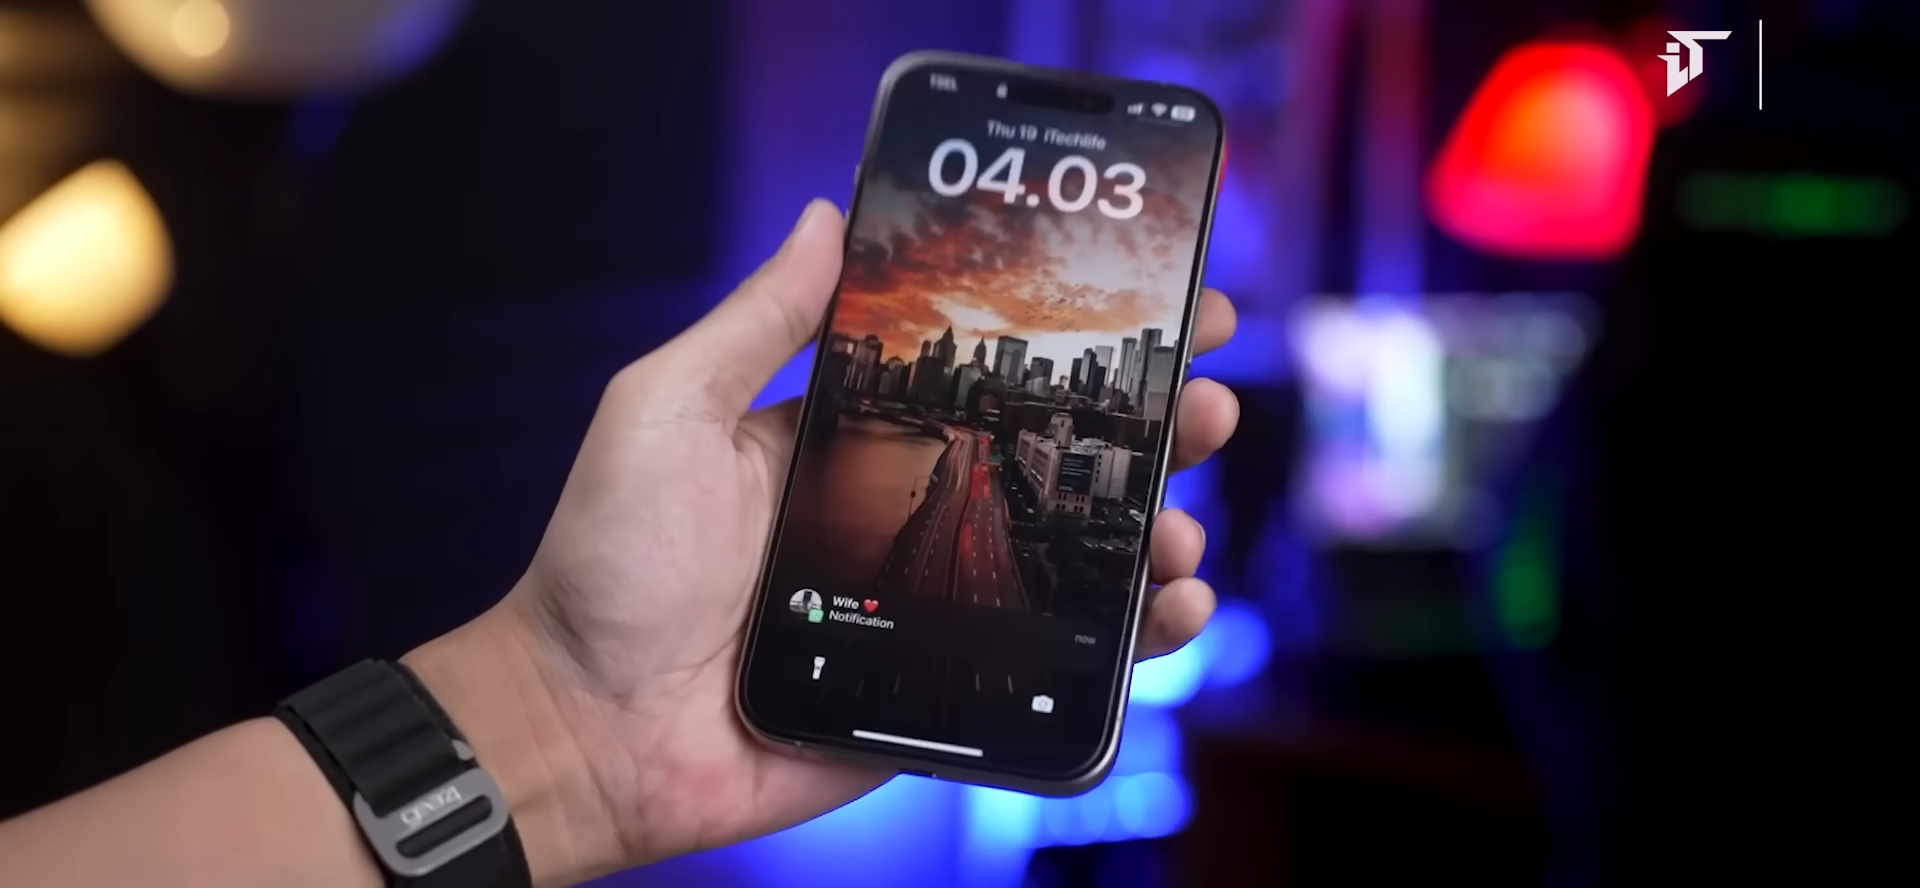 Thu 19 iTechlife
04.03
Wife ❤️
Notification
now